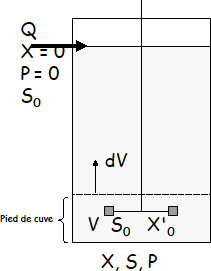 Q
X = 0
P = 0
S₀
dV
Pied de cuve
V S₀ X'₀
X, S, P